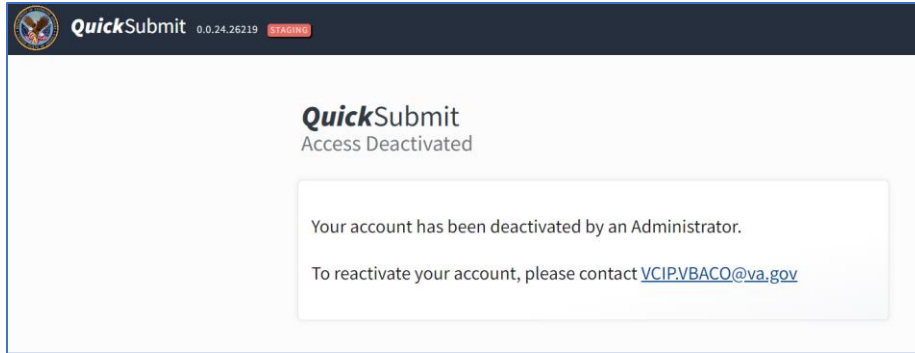 QuickSubmit 0.0.24.26219 STAGING
QuickSubmit
Access Deactivated
Your account has been deactivated by an Administrator.
To reactivate your account, please contact VCIP.VBACO@va.gov